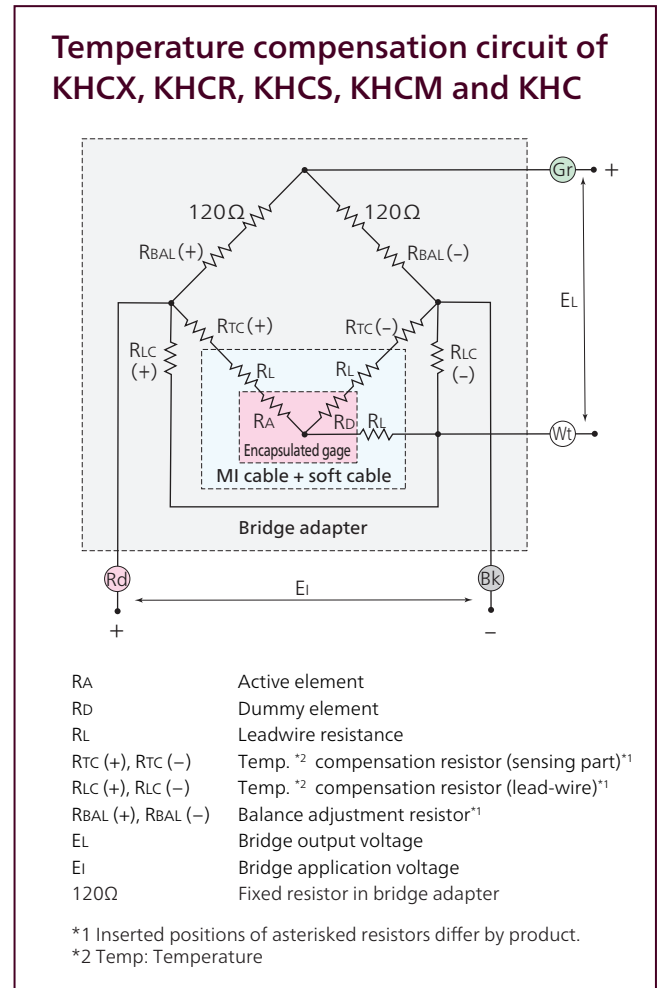 Temperature compensation circuit of
KHCX, KHCR, KHCS, KHCM and KHC
Gr
+
120Ω
120Ω
RBAL (+)
RBAL (−)
EL
RTC (+)
RTC (−)
RLC
(+)
RLC
(−)
RL
RL
RA
RD
RL
Wt
Encapsulated gage
MI cable + soft cable
Bridge adapter
Rd
Bk
EI
+
−
RA Active element
RD Dummy element
RL Leadwire resistance
RTC (+), RTC (−) Temp. *2 compensation resistor (sensing part)*1
RLC (+), RLC (−) Temp. *2 compensation resistor (lead-wire)*1
RBAL (+), RBAL (−) Balance adjustment resistor*1
EL Bridge output voltage
EI Bridge application voltage
120Ω Fixed resistor in bridge adapter
*1 Inserted positions of asterisked resistors differ by product.
*2 Temp: Temperature